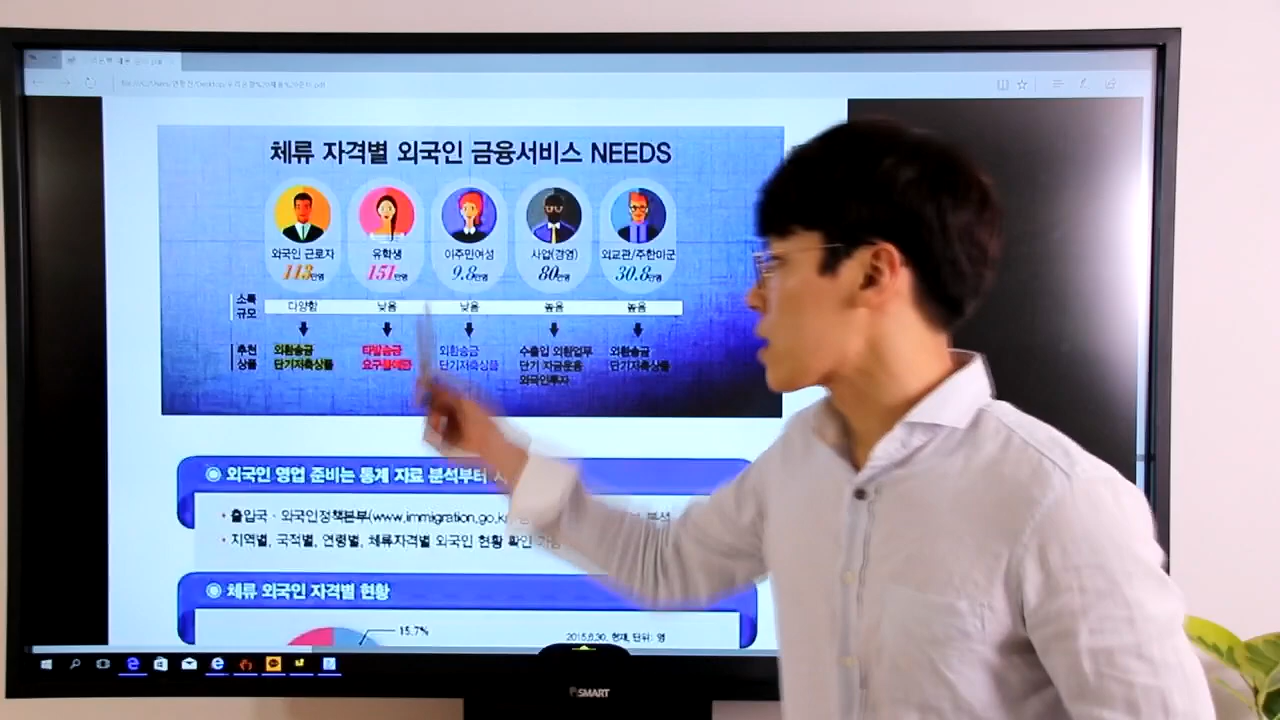 체류 자격별 외국인 금융서비스 NEEDS
외국인 근로자 유학생 이주민여성 사업(경영) 외교관/주한미군
113만명 151만명 9.8만명 80만명 30.8만명
소득 규모 다양함 낮음 낮음 높음 높음
추천 상품
외환송금 단기저축상품
타발송금 요구불예금
외환송금 단기저축상품
수출입 외환업무 단기 자금운용 외국인투자
외환송금 단기저축상품
외국인 영업 준비는 통계 자료 분석부터
• 출입국 · 외국인정책본부(www.immigration.go.kr
• 지역별, 국적별, 연령별, 체류자격별 외국인 현황 확인
체류 외국인 자격별 현황
15.7%
2015.6.30. 현재, 단위: 명
SMART